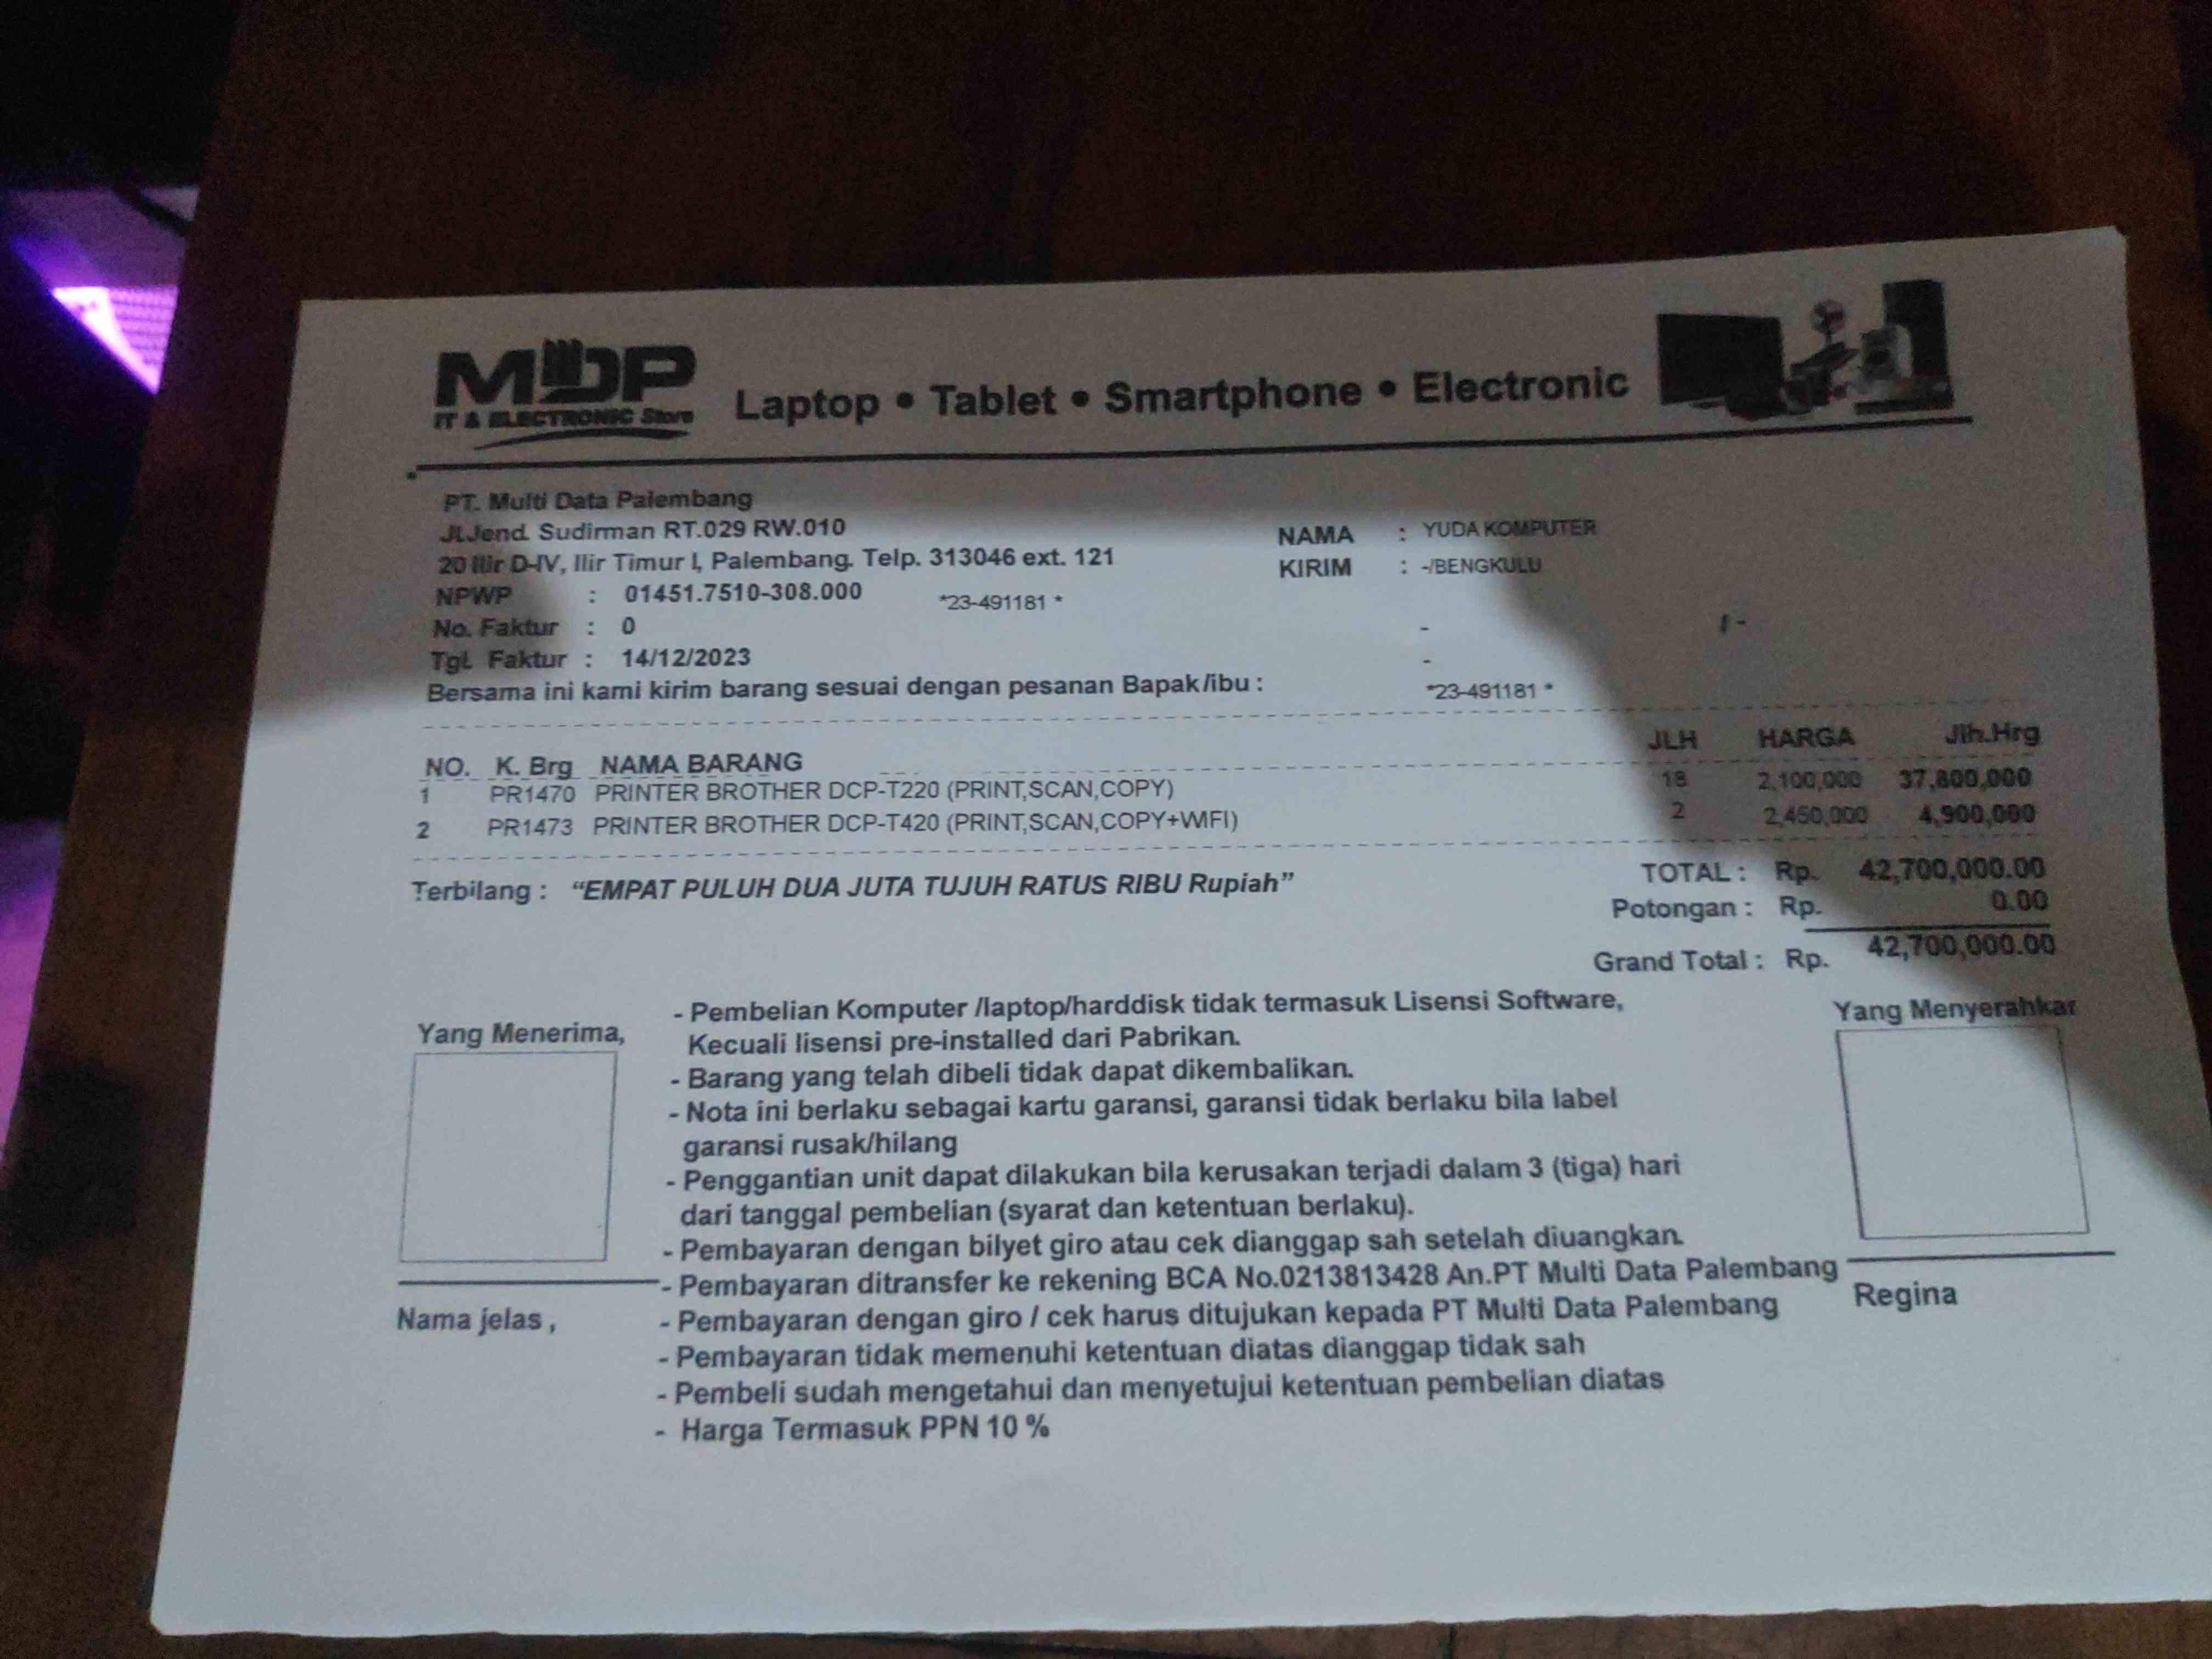 MDP
IT & ELECTRONIC Store
Laptop • Tablet • Smartphone • Electronic
PT. Multi Data Palembang
Jl.Jend. Sudirman RT.029 RW.010
20 Ilir D-IV, Ilir Timur I, Palembang. Telp. 313046 ext. 121
NPWP : 01451.7510-308.000 *23-491181 *
No. Faktur : 0
Tgl. Faktur : 14/12/2023
NAMA : YUDA KOMPUTER
KIRIM : -/BENGKULU
- / -
-
Bersama ini kami kirim barang sesuai dengan pesanan Bapak/ibu : *23-491181 *
NO. K. Brg NAMA BARANG JLH HARGA Jlh.Hrg
1 PR1470 PRINTER BROTHER DCP-T220 (PRINT,SCAN,COPY) 18 2,100,000 37,800,000
2 PR1473 PRINTER BROTHER DCP-T420 (PRINT,SCAN,COPY+WIFI) 2 2,450,000 4,900,000
Terbilang : “EMPAT PULUH DUA JUTA TUJUH RATUS RIBU Rupiah”
TOTAL : Rp. 42,700,000.00
Potongan : Rp. 0.00
Grand Total : Rp. 42,700,000.00
Yang Menerima,
Nama jelas ,
- Pembelian Komputer /laptop/harddisk tidak termasuk Lisensi Software,
Kecuali lisensi pre-installed dari Pabrikan.
- Barang yang telah dibeli tidak dapat dikembalikan.
- Nota ini berlaku sebagai kartu garansi, garansi tidak berlaku bila label
garansi rusak/hilang
- Penggantian unit dapat dilakukan bila kerusakan terjadi dalam 3 (tiga) hari
dari tanggal pembelian (syarat dan ketentuan berlaku).
- Pembayaran dengan bilyet giro atau cek dianggap sah setelah diuangkan.
- Pembayaran ditransfer ke rekening BCA No.0213813428 An.PT Multi Data Palembang
- Pembayaran dengan giro / cek harus ditujukan kepada PT Multi Data Palembang
- Pembayaran tidak memenuhi ketentuan diatas dianggap tidak sah
- Pembeli sudah mengetahui dan menyetujui ketentuan pembelian diatas
- Harga Termasuk PPN 10 %
Yang Menyerahkar
Regina